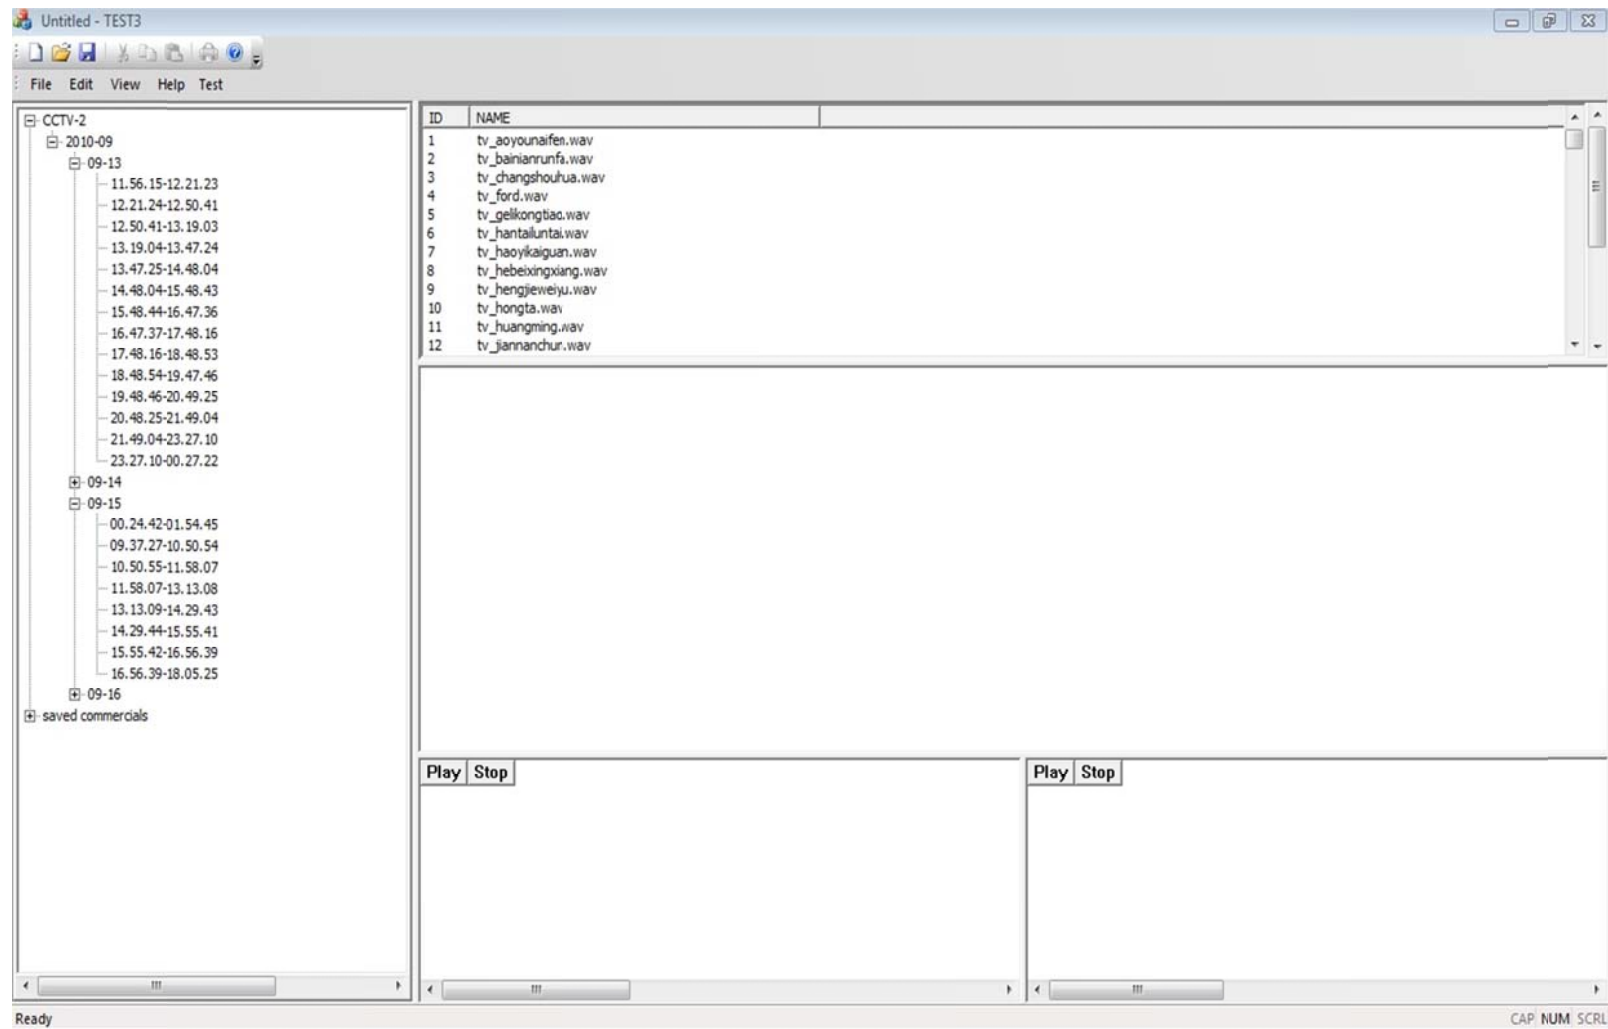 Untitled - TEST3
File Edit View Help Test
CCTV-2
2010-09
09-13
11.56.15-12.21.23
12.21.24-12.50.41
12.50.41-13.19.03
13.19.04-13.47.24
13.47.25-14.48.04
14.48.04-15.48.43
15.48.44-16.47.36
16.47.37-17.48.16
17.48.16-18.48.53
18.48.54-19.47.46
19.48.46-20.49.25
20.48.25-21.49.04
21.49.04-23.27.10
23.27.10-00.27.22
09-14
09-15
00.24.42-01.54.45
09.37.27-10.50.54
10.50.55-11.58.07
11.58.07-13.13.08
13.13.09-14.29.43
14.29.44-15.55.41
15.55.42-16.56.39
16.56.39-18.05.25
09-16
saved commercials
ID NAME
1 tv_aoyounaifen.wav
2 tv_bainianrunfa.wav
3 tv_changshouhua.wav
4 tv_ford.wav
5 tv_gelikongtiao.wav
6 tv_hantailuntai.wav
7 tv_haoyikaiguan.wav
8 tv_hebeixingxiang.wav
9 tv_hengjieweiyu.wav
10 tv_hongta.wav
11 tv_huangming.wav
12 tv_jiannanchun.wav
Play Stop
Play Stop
Ready
CAP NUM SCRL